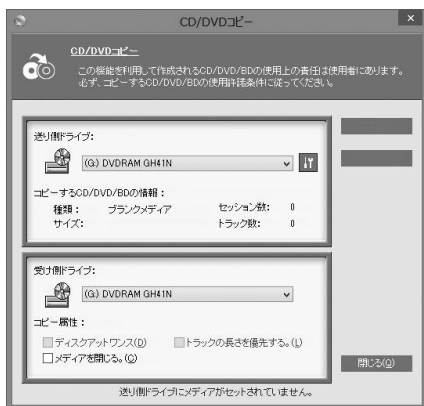 CD/DVDコピー
CD/DVDコピー
この機能を利用して作成されるCD/DVD/BDの使用上の責任は使用者にあります。
必ず、コピーするCD/DVD/BDの使用許諾条件に従ってください。
送り側ドライブ:
(G:) DVDRAM GH41N
コピーするCD/DVD/BDの情報：
種類： ブランクメディア セッション数: 0
サイズ: トラック数: 0
受け側ドライブ:
(G:) DVDRAM GH41N
コピー属性：
ディスクアットワンス(D) トラックの長さを優先する。(L)
メディアを閉じる。(C)
閉じる(Q)
送り側ドライブにメディアがセットされていません。